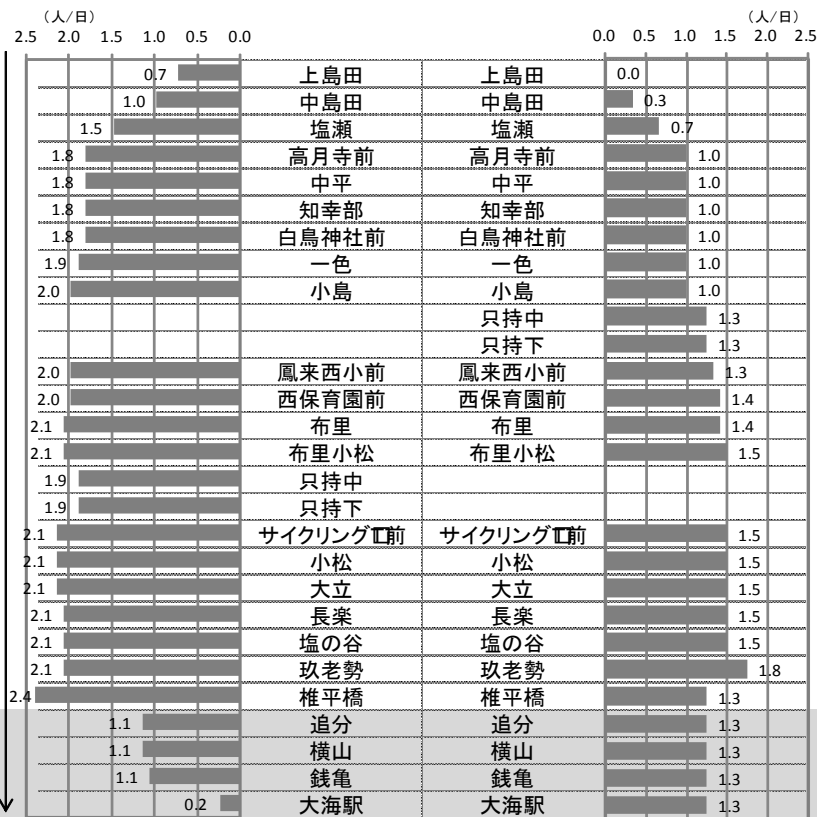 （人/日） （人/日）
2.5 2.0 1.5 1.0 0.5 0.0 0.0 0.5 1.0 1.5 2.0 2.5
0.7 上島田 上島田 0.0
1.0 中島田 中島田 0.3
1.5 塩瀬 塩瀬 0.7
1.8 高月寺前 高月寺前 1.0
1.8 中平 中平 1.0
1.8 知幸部 知幸部 1.0
1.8 白鳥神社前 白鳥神社前 1.0
1.9 一色 一色 1.0
2.0 小島 小島 1.0
只持中 1.3
只持下 1.3
2.0 鳳来西小前 鳳来西小前 1.3
2.0 西保育園前 西保育園前 1.4
2.1 布里 布里 1.4
2.1 布里小松 布里小松 1.5
1.9 只持中
1.9 只持下
2.1 サイクリング 前 サイクリング 前 1.5
2.1 小松 小松 1.5
2.1 大立 大立 1.5
2.1 長楽 長楽 1.5
2.1 塩の谷 塩の谷 1.5
2.1 玖老勢 玖老勢 1.8
2.4 椎平橋 椎平橋 1.3
1.1 追分 追分 1.3
1.1 横山 横山 1.3
1.1 銭亀 銭亀 1.3
0.2 大海駅 大海駅 1.3